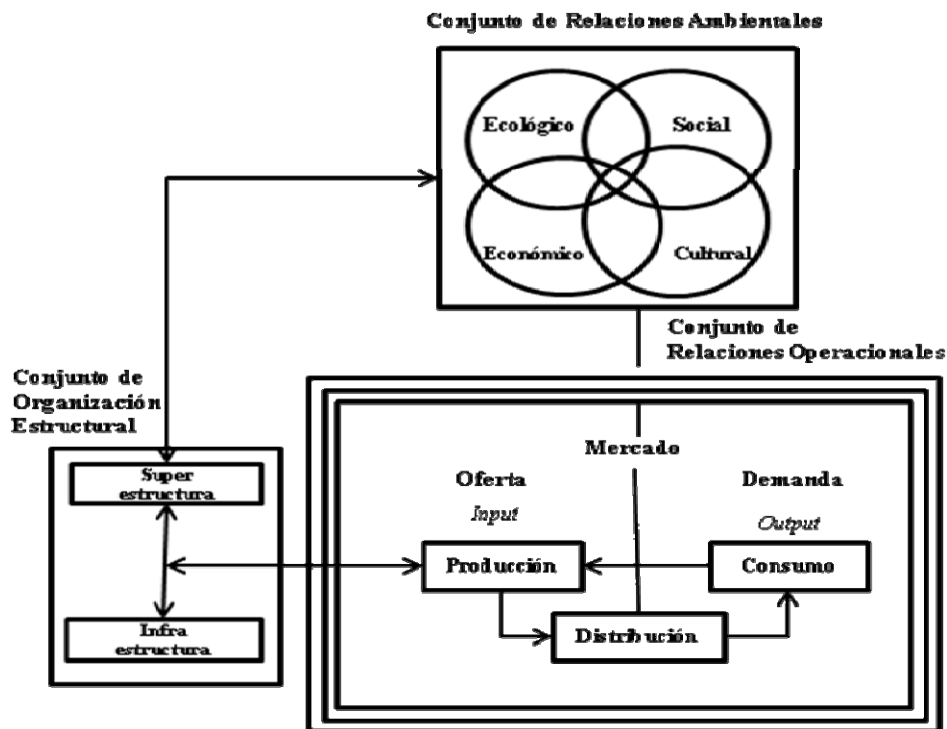 Conjunto de Relaciones Ambientales
Ecológico
Social
Económico
Cultural
Conjunto de
Relaciones Operacionales
Conjunto de
Organización
Estructural
Super
estructura
Infra
estructura
Mercado
Oferta
Demanda
Input
Output
Producción
Consumo
Distribución